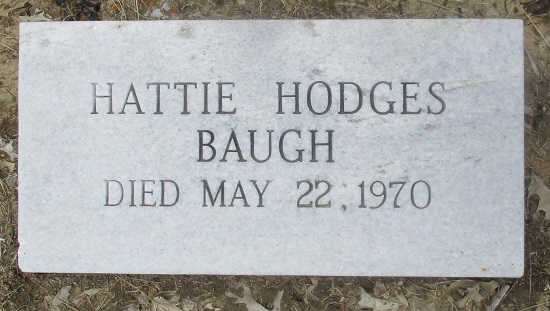 HATTIE HODGES
BAUGH
DIED MAY 22, 1970